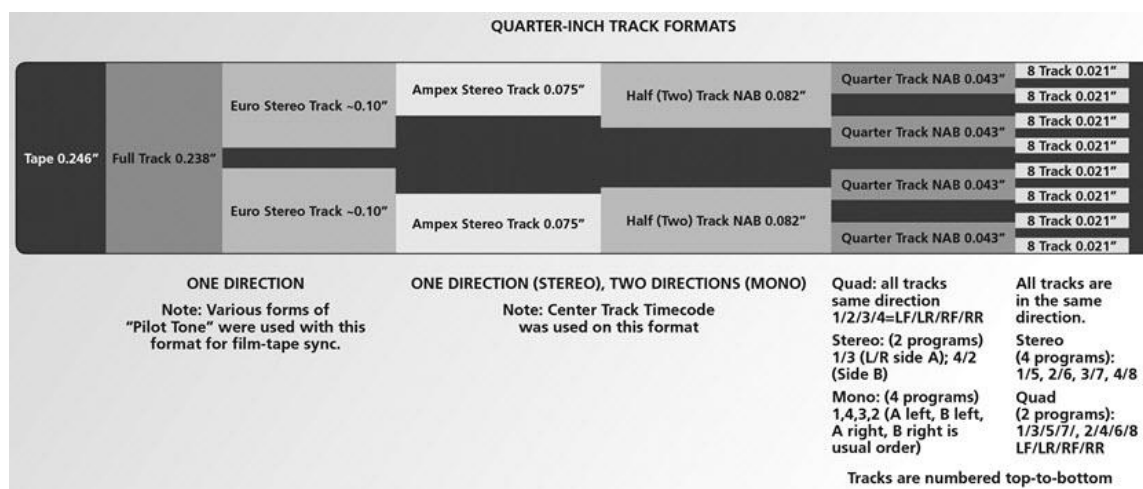 QUARTER-INCH TRACK FORMATS
Tape 0.246”
Full Track 0.238”
Euro Stereo Track ~0.10”
Euro Stereo Track ~0.10”
Ampex Stereo Track 0.075”
Ampex Stereo Track 0.075”
Half (Two) Track NAB 0.082”
Half (Two) Track NAB 0.082”
Quarter Track NAB 0.043”
Quarter Track NAB 0.043”
Quarter Track NAB 0.043”
Quarter Track NAB 0.043”
8 Track 0.021”
8 Track 0.021”
8 Track 0.021”
8 Track 0.021”
8 Track 0.021”
8 Track 0.021”
8 Track 0.021”
8 Track 0.021”
ONE DIRECTION
Note: Various forms of
“Pilot Tone” were used with this
format for film-tape sync.
ONE DIRECTION (STEREO), TWO DIRECTIONS (MONO)
Note: Center Track Timecode
was used on this format
Quad: all tracks
same direction
1/2/3/4=LF/LR/RF/RR
Stereo: (2 programs)
1/3 (L/R side A); 4/2
(Side B)
Mono: (4 programs)
1,4,3,2 (A left, B left,
A right, B right is
usual order)
All tracks are
in the same
direction.
Stereo
(4 programs):
1/5, 2/6, 3/7, 4/8
Quad
(2 programs):
1/3/5/7/, 2/4/6/8
LF/LR/RF/RR
Tracks are numbered top-to-bottom